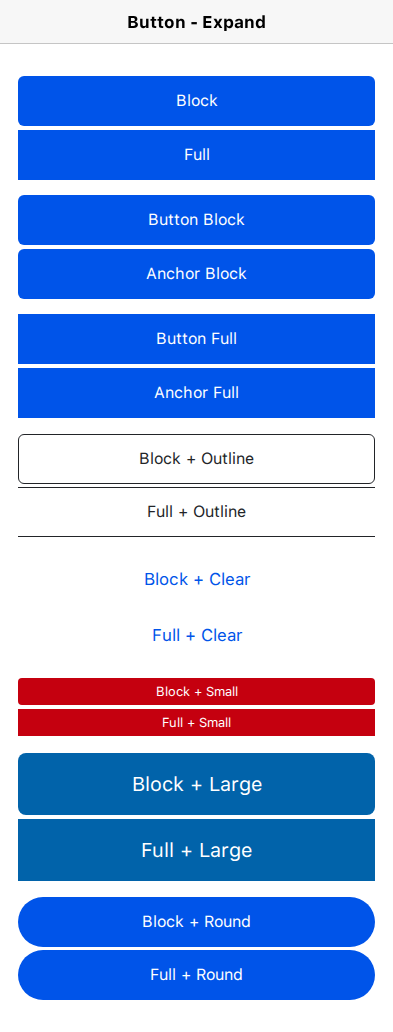 Button - Expand
Block
Full
Button Block
Anchor Block
Button Full
Anchor Full
Block + Outline
Full + Outline
Block + Clear
Full + Clear
Block + Small
Full + Small
Block + Large
Full + Large
Block + Round
Full + Round